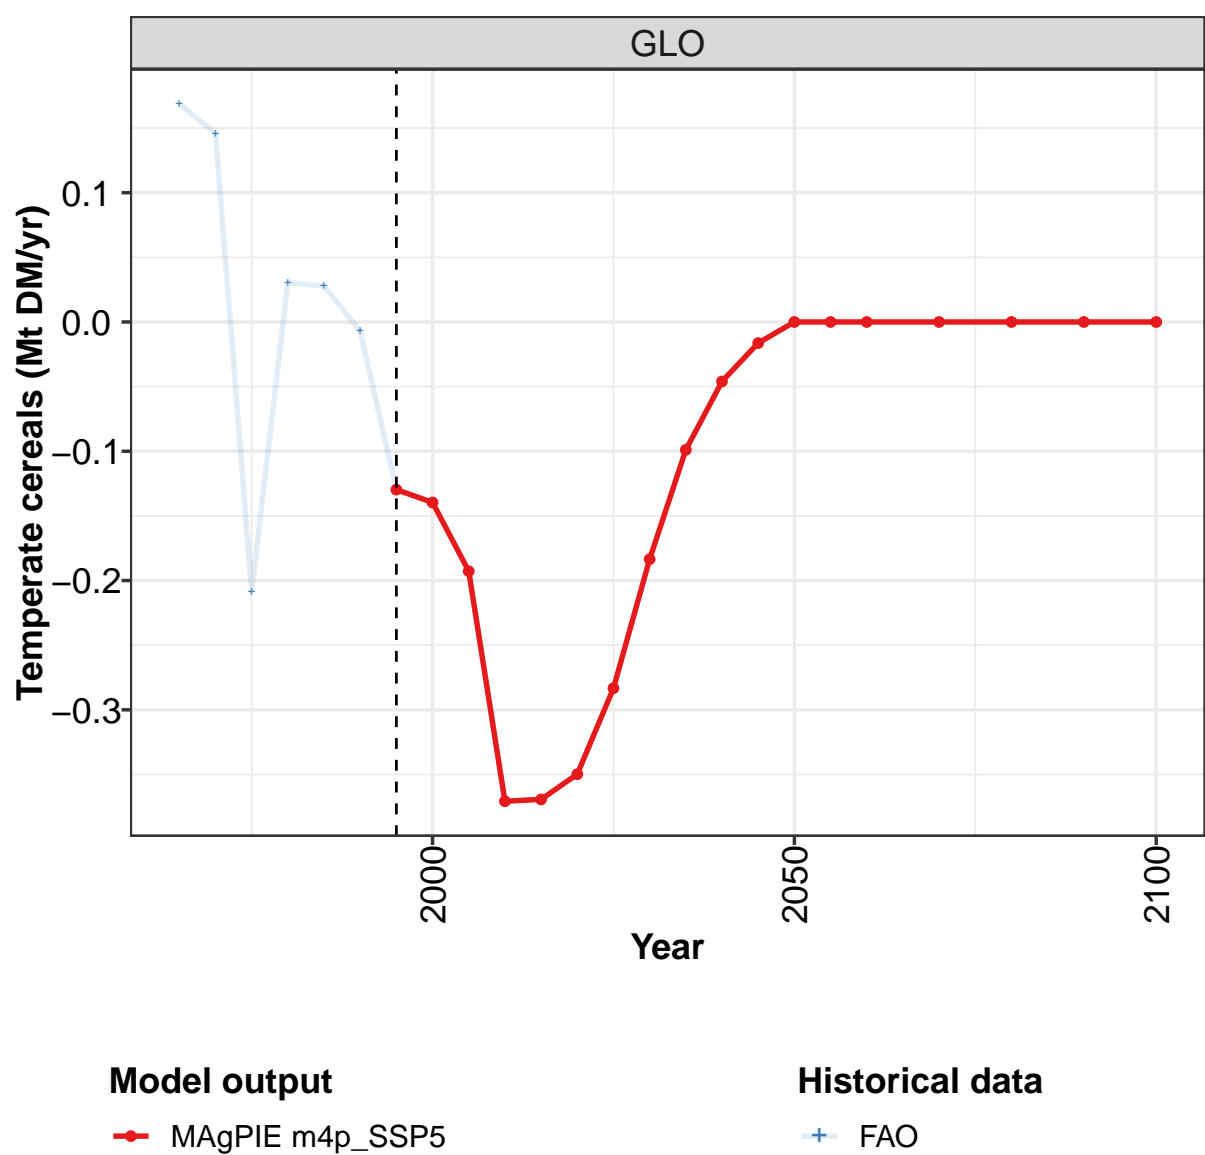 GLO
Temperate cereals (Mt DM/yr)
0.1
0.0
−0.1
−0.2
−0.3
2000
2050
2100
Year
Model output
Historical data
MAgPIE m4p_SSP5
FAO